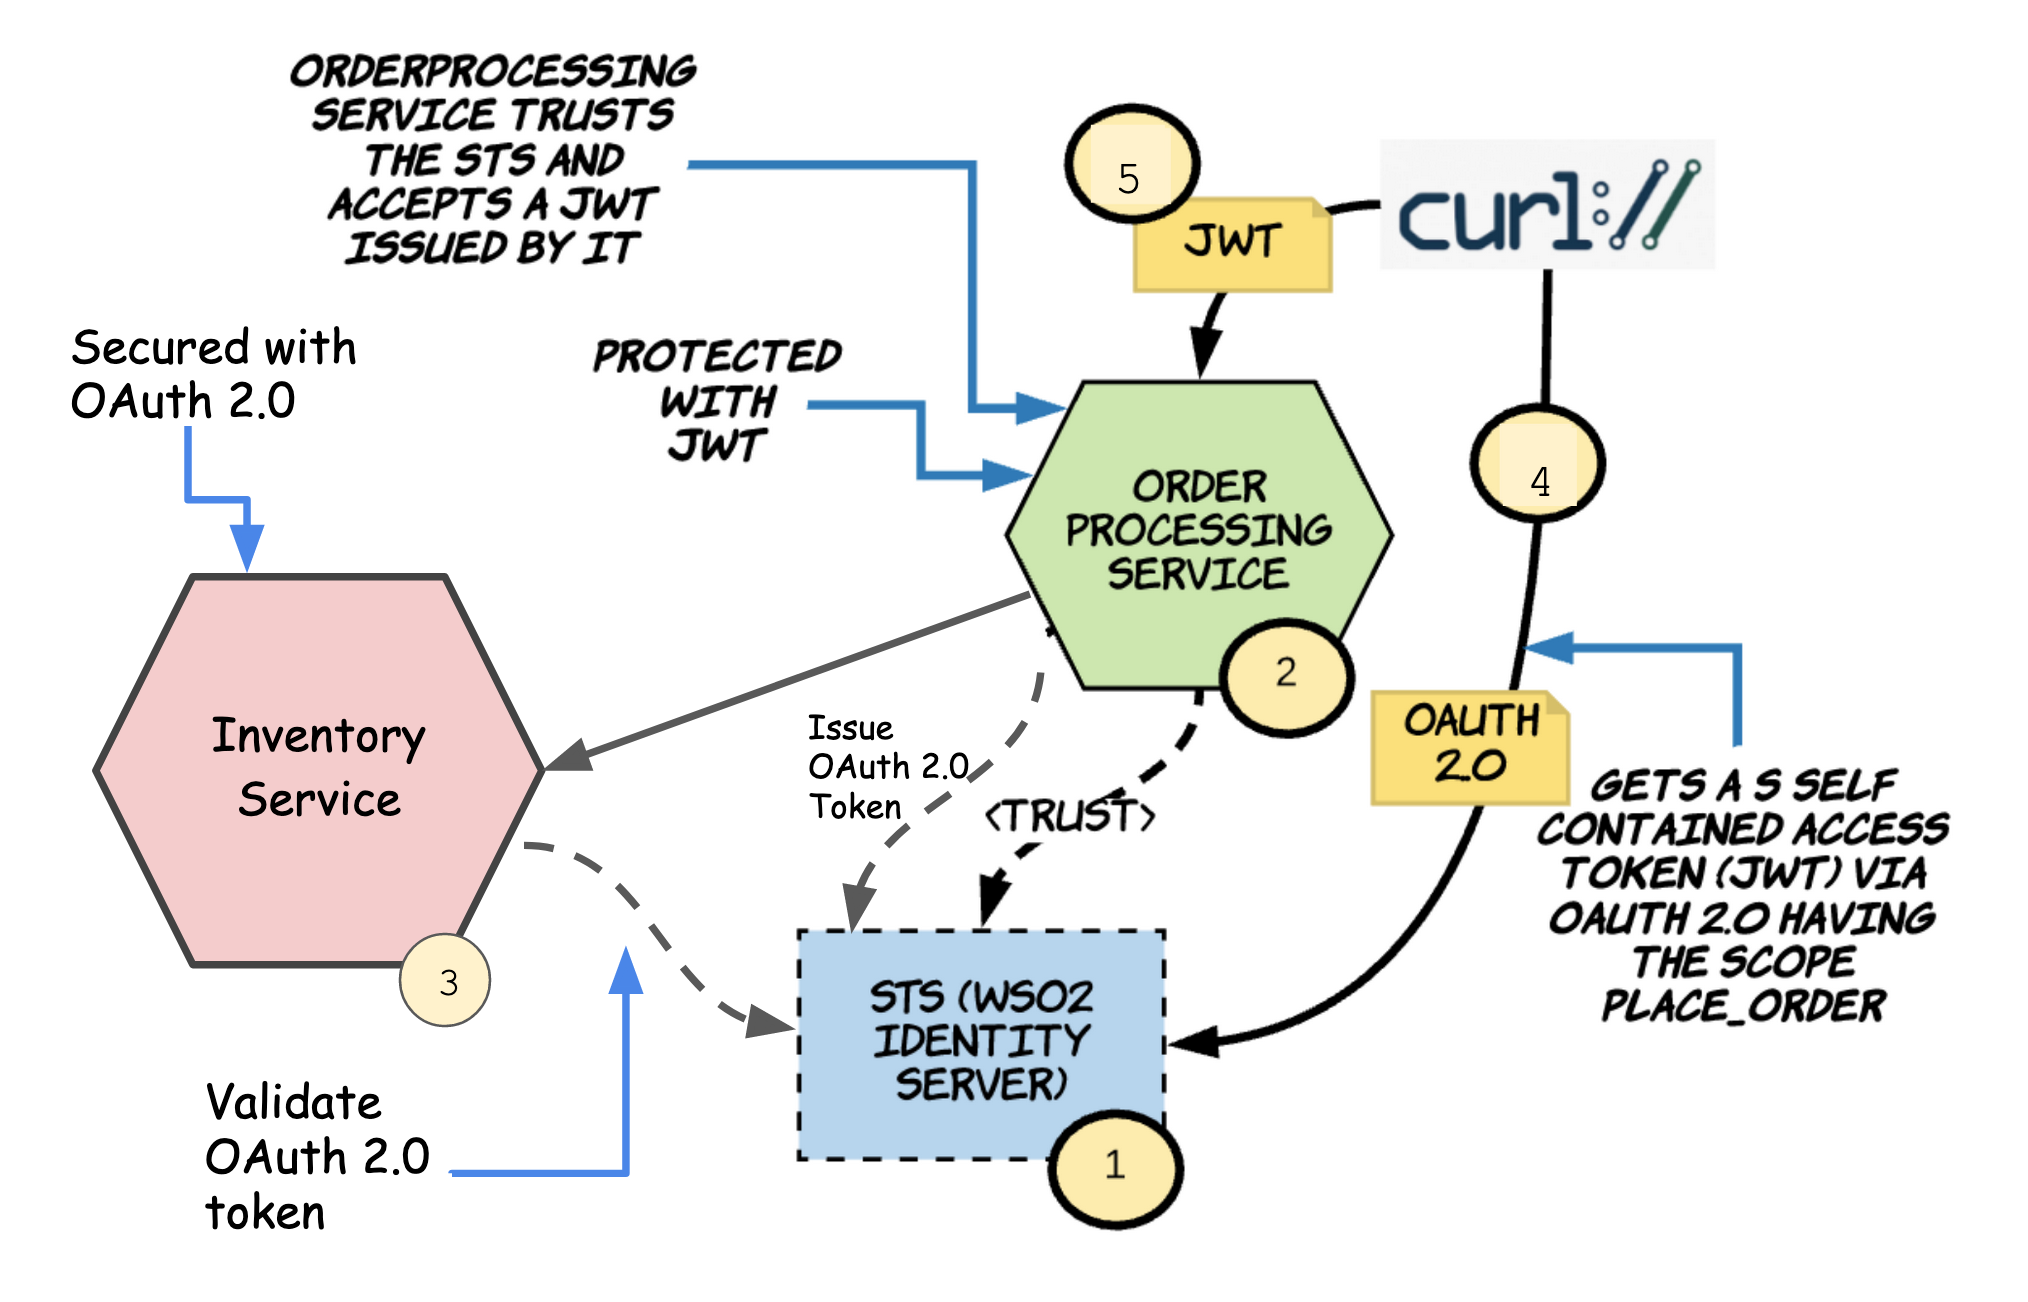 ORDERPROCESSING
SERVICE TRUSTS
THE STS AND
ACCEPTS A JWT
ISSUED BY IT
5
JWT
curl://
Secured with
OAuth 2.0
PROTECTED
WITH
JWT
ORDER
PROCESSING
SERVICE
4
2
Inventory
Service
3
Issue
OAuth 2.0
Token
<TRUST>
OAUTH
2.0
GETS A S SELF
CONTAINED ACCESS
TOKEN (JWT) VIA
OAUTH 2.0 HAVING
THE SCOPE
PLACE_ORDER
STS (WSO2
IDENTITY
SERVER)
1
Validate
OAuth 2.0
token